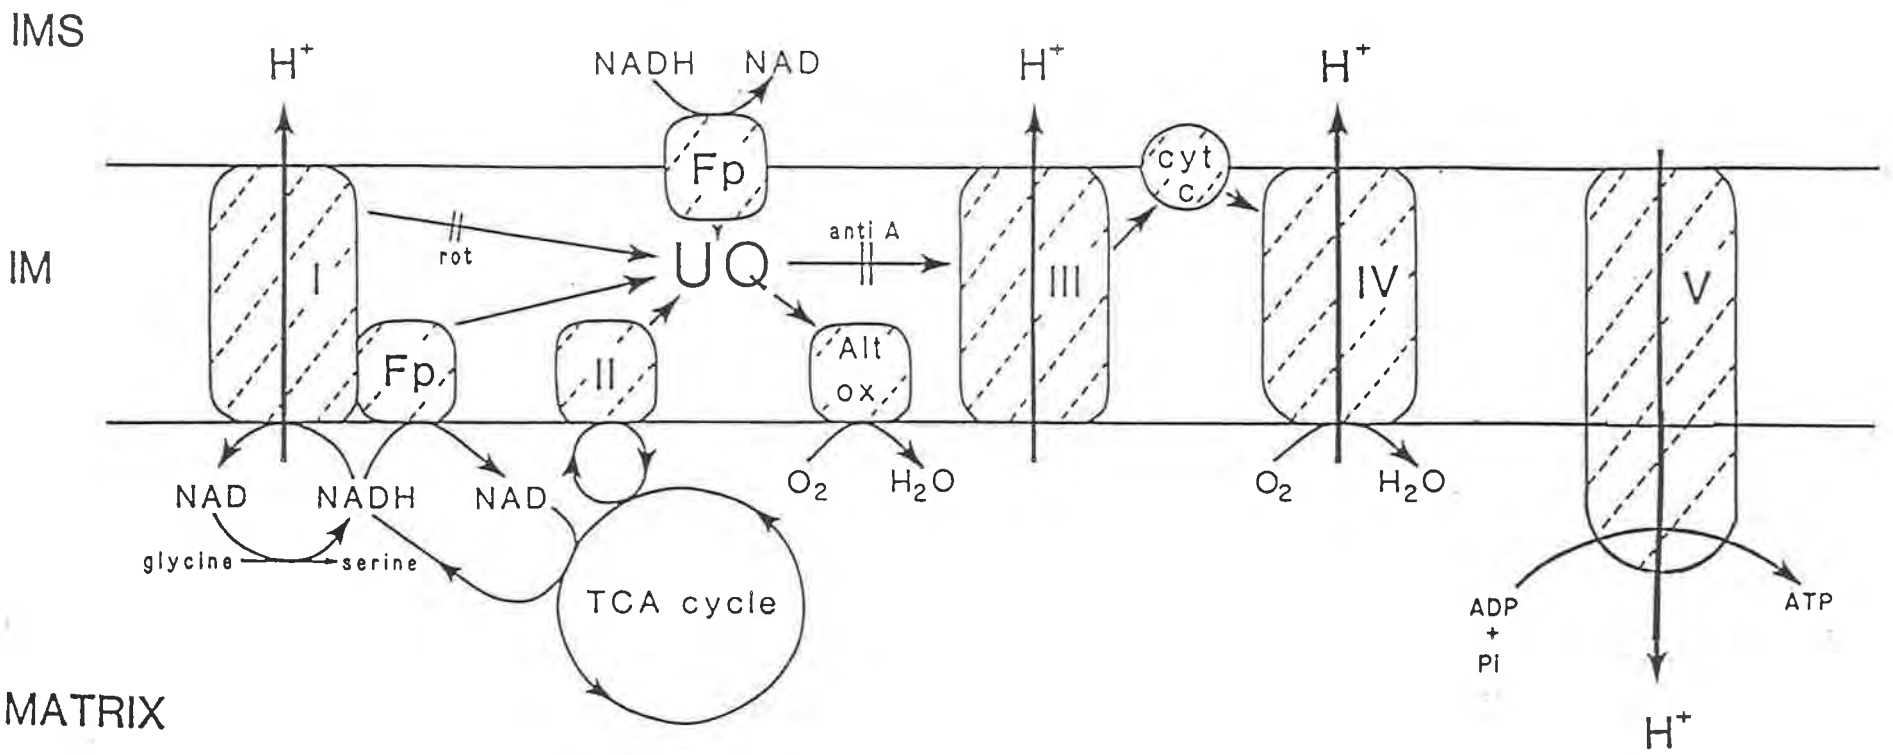 IMS
H+
NADH NAD
H+
H+
Fp
cyt
c
rot
UQ
anti A
IM
I
III
IV
V
Fp
II
Alt
ox
NAD NADH NAD
O2 H2O
O2 H2O
glycine serine
TCA cycle
ADP
+
Pi
ATP
MATRIX
H+